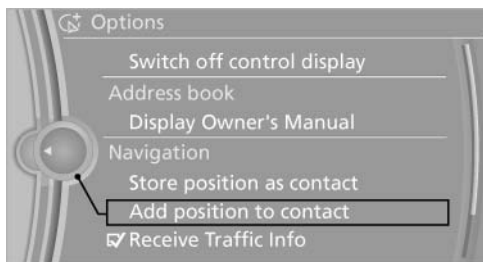 Options
Switch off control display
Address book
Display Owner's Manual
Navigation
Store position as contact
Add position to contact
Receive Traffic Info